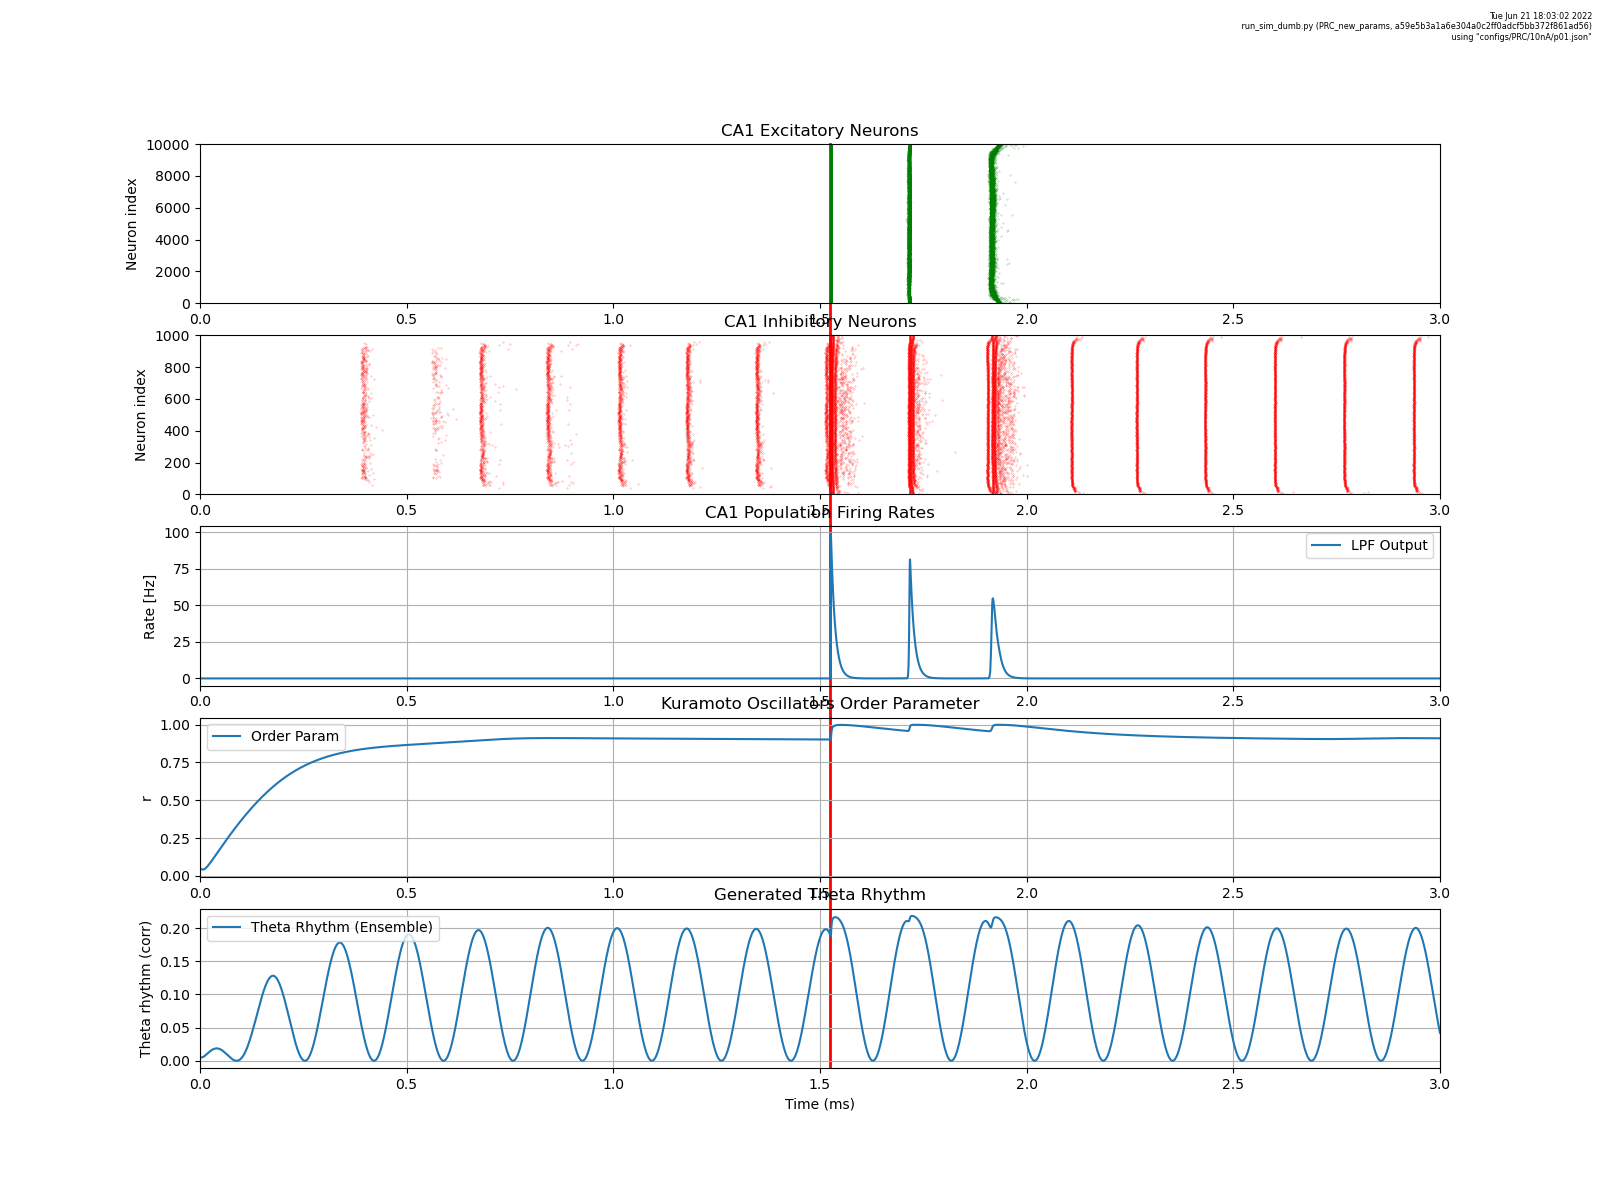 Tue Jun 21 18:03:02 2022
run_sim_dumb.py (PRC_new_params, a59e5b3a1a6e304a0c2ff0adcf5bb372f861ad56)
using "configs/PRC/10nA/p01.json"
CA1 Excitatory Neurons
Neuron index
10000
8000
6000
4000
2000
0
0.0 0.5 1.0 1.5 2.0 2.5 3.0
CA1 Inhibitory Neurons
Neuron index
1000
800
600
400
200
0
0.0 0.5 1.0 1.5 2.0 2.5 3.0
CA1 Population Firing Rates
Rate [Hz]
100
75
50
25
0
LPF Output
0.0 0.5 1.0 1.5 2.0 2.5 3.0
Kuramoto Oscillators Order Parameter
r
1.00
0.75
0.50
0.25
0.00
Order Param
0.0 0.5 1.0 1.5 2.0 2.5 3.0
Generated Theta Rhythm
Theta rhythm (corr)
0.20
0.15
0.10
0.05
0.00
Theta Rhythm (Ensemble)
0.0 0.5 1.0 1.5 2.0 2.5 3.0
Time (ms)